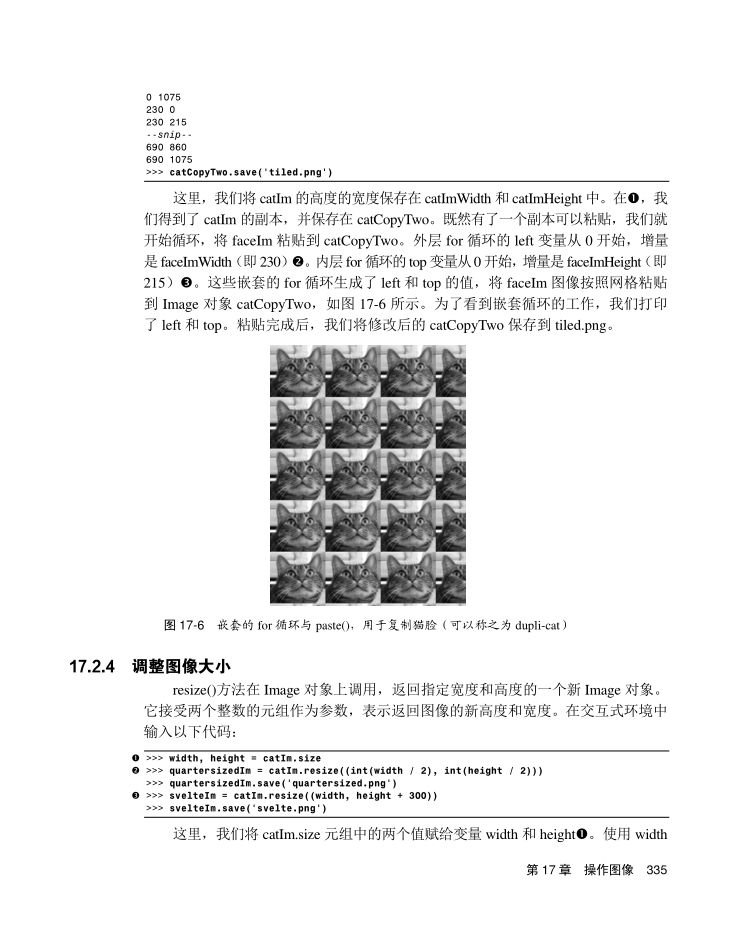 0 1075
230 0
230 215
--snip--
690 860
690 1075
>>> catCopyTwo.save('tiled.png')
这里，我们将 catIm 的高度的宽度保存在 catImWidth 和 catImHeight 中。在❶，我
们得到了 catIm 的副本，并保存在 catCopyTwo。既然有了一个副本可以粘贴，我们就
开始循环，将 faceIm 粘贴到 catCopyTwo。外层 for 循环的 left 变量从 0 开始，增量
是 faceImWidth（即 230）❷。内层 for 循环的 top 变量从 0 开始，增量是 faceImHeight（即
215）❸。这些嵌套的 for 循环生成了 left 和 top 的值，将 faceIm 图像按照网格粘贴
到 Image 对象 catCopyTwo，如图 17-6 所示。为了看到嵌套循环的工作，我们打印
了 left 和 top。粘贴完成后，我们将修改后的 catCopyTwo 保存到 tiled.png。
图 17-6 嵌套的 for 循环与 paste()，用于复制猫脸（可以称之为 dupli-cat）
17.2.4 调整图像大小
resize()方法在 Image 对象上调用，返回指定宽度和高度的一个新 Image 对象。
它接受两个整数的元组作为参数，表示返回图像的新高度和宽度。在交互式环境中
输入以下代码：
❶ >>> width, height = catIm.size
❷ >>> quartersizedIm = catIm.resize((int(width / 2), int(height / 2)))
>>> quartersizedIm.save('quartersized.png')
❸ >>> svelteIm = catIm.resize((width, height + 300))
>>> svelteIm.save('svelte.png')
这里，我们将 catIm.size 元组中的两个值赋给变量 width 和 height❶。使用 width
第 17 章 操作图像 335